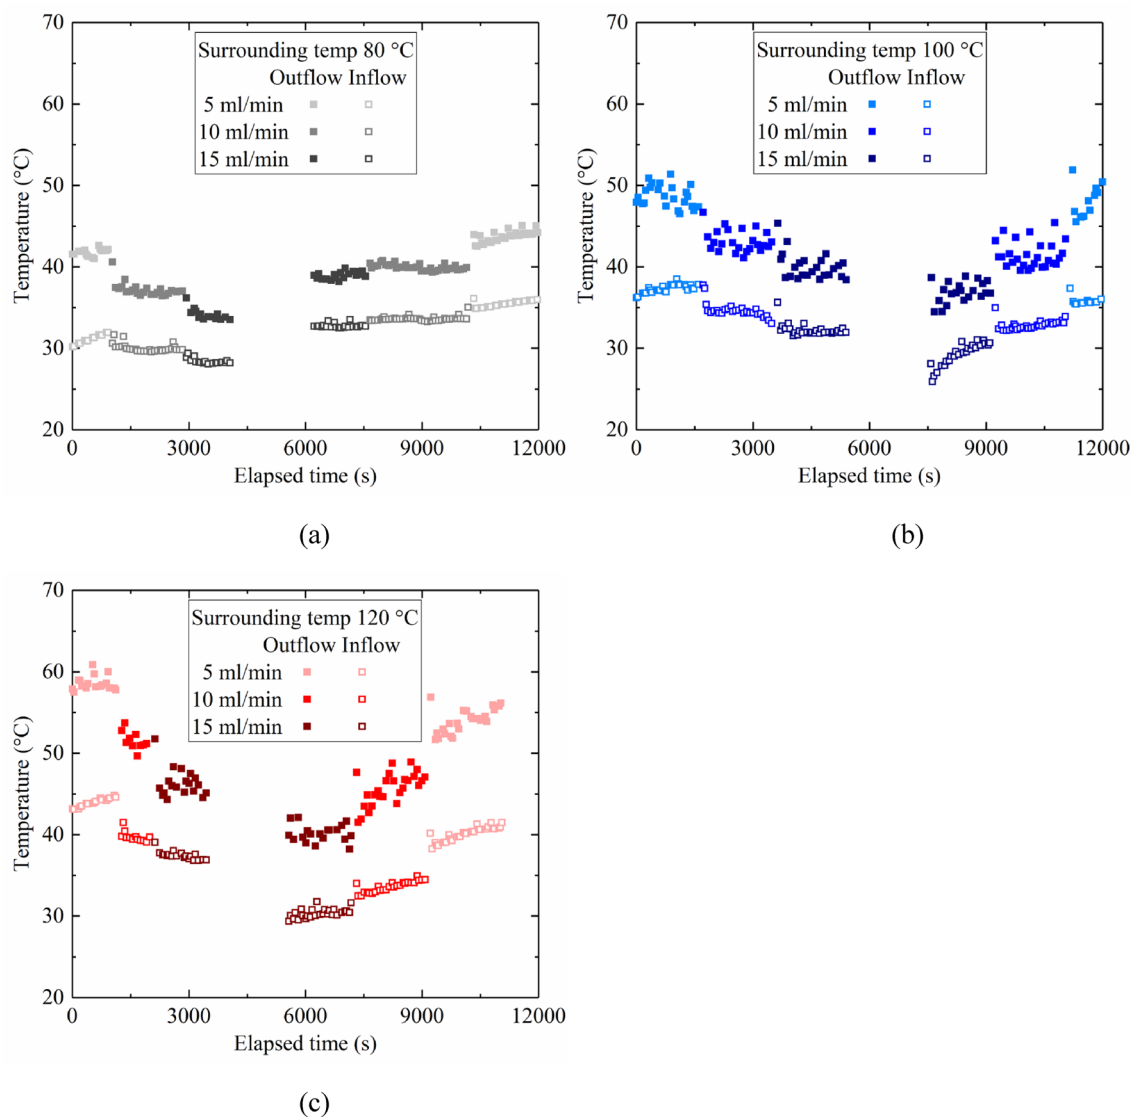 70
60
50
40
30
20
Temperature (°C)
Surrounding temp 80 °C
Outflow Inflow
5 ml/min
10 ml/min
15 ml/min
0 3000 6000 9000 12000
Elapsed time (s)
(a)
70
60
50
40
30
20
Temperature (°C)
Surrounding temp 100 °C
Outflow Inflow
5 ml/min
10 ml/min
15 ml/min
0 3000 6000 9000 12000
Elapsed time (s)
(b)
70
60
50
40
30
20
Temperature (°C)
Surrounding temp 120 °C
Outflow Inflow
5 ml/min
10 ml/min
15 ml/min
0 3000 6000 9000 12000
Elapsed time (s)
(c)